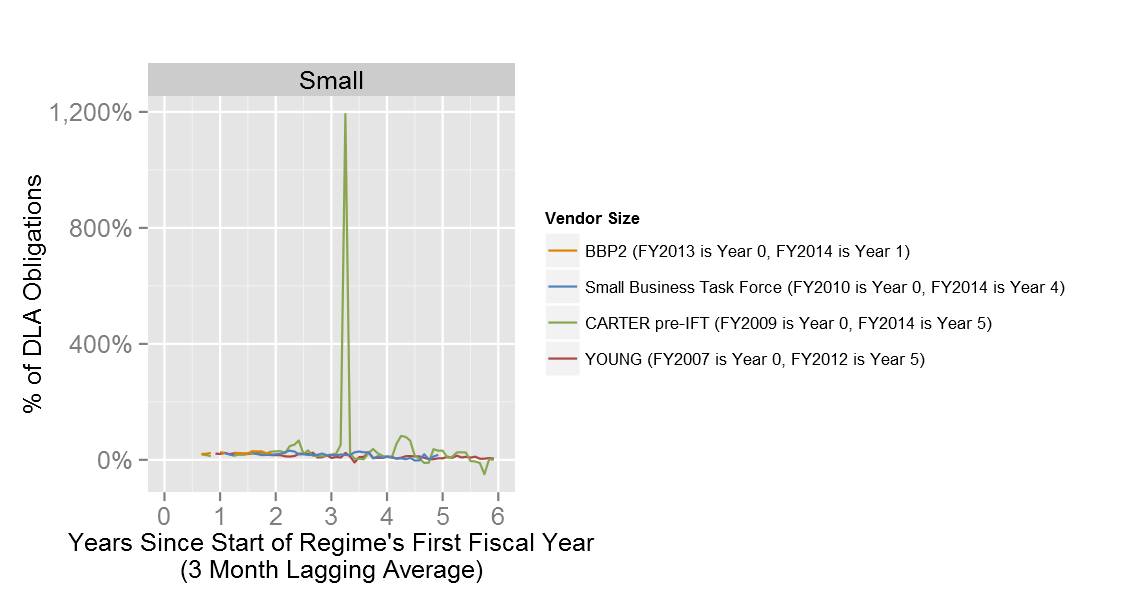 Small
1,200%
800%
400%
0%
% of DLA Obligations
0 1 2 3 4 5 6
Years Since Start of Regime's First Fiscal Year
(3 Month Lagging Average)
Vendor Size
BBP2 (FY2013 is Year 0, FY2014 is Year 1)
Small Business Task Force (FY2010 is Year 0, FY2014 is Year 4)
CARTER pre-IFT (FY2009 is Year 0, FY2014 is Year 5)
YOUNG (FY2007 is Year 0, FY2012 is Year 5)